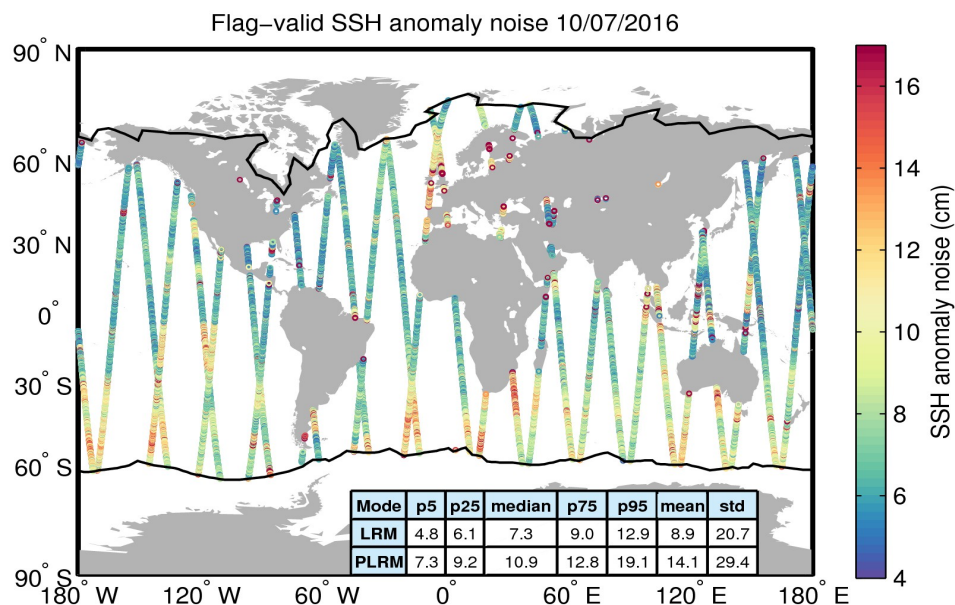 Flag−valid SSH anomaly noise 10/07/2016
90° N
60° N
30° N
0°
30° S
60° S
90° S
180° W 120° W 60° W 0° 60° E 120° E 180° E
16
14
12
10
8
6
4
SSH anomaly noise (cm)
Mode p5 p25 median p75 p95 mean std
LRM 4.8 6.1 7.3 9.0 12.9 8.9 20.7
PLRM 7.3 9.2 10.9 12.8 19.1 14.1 29.4